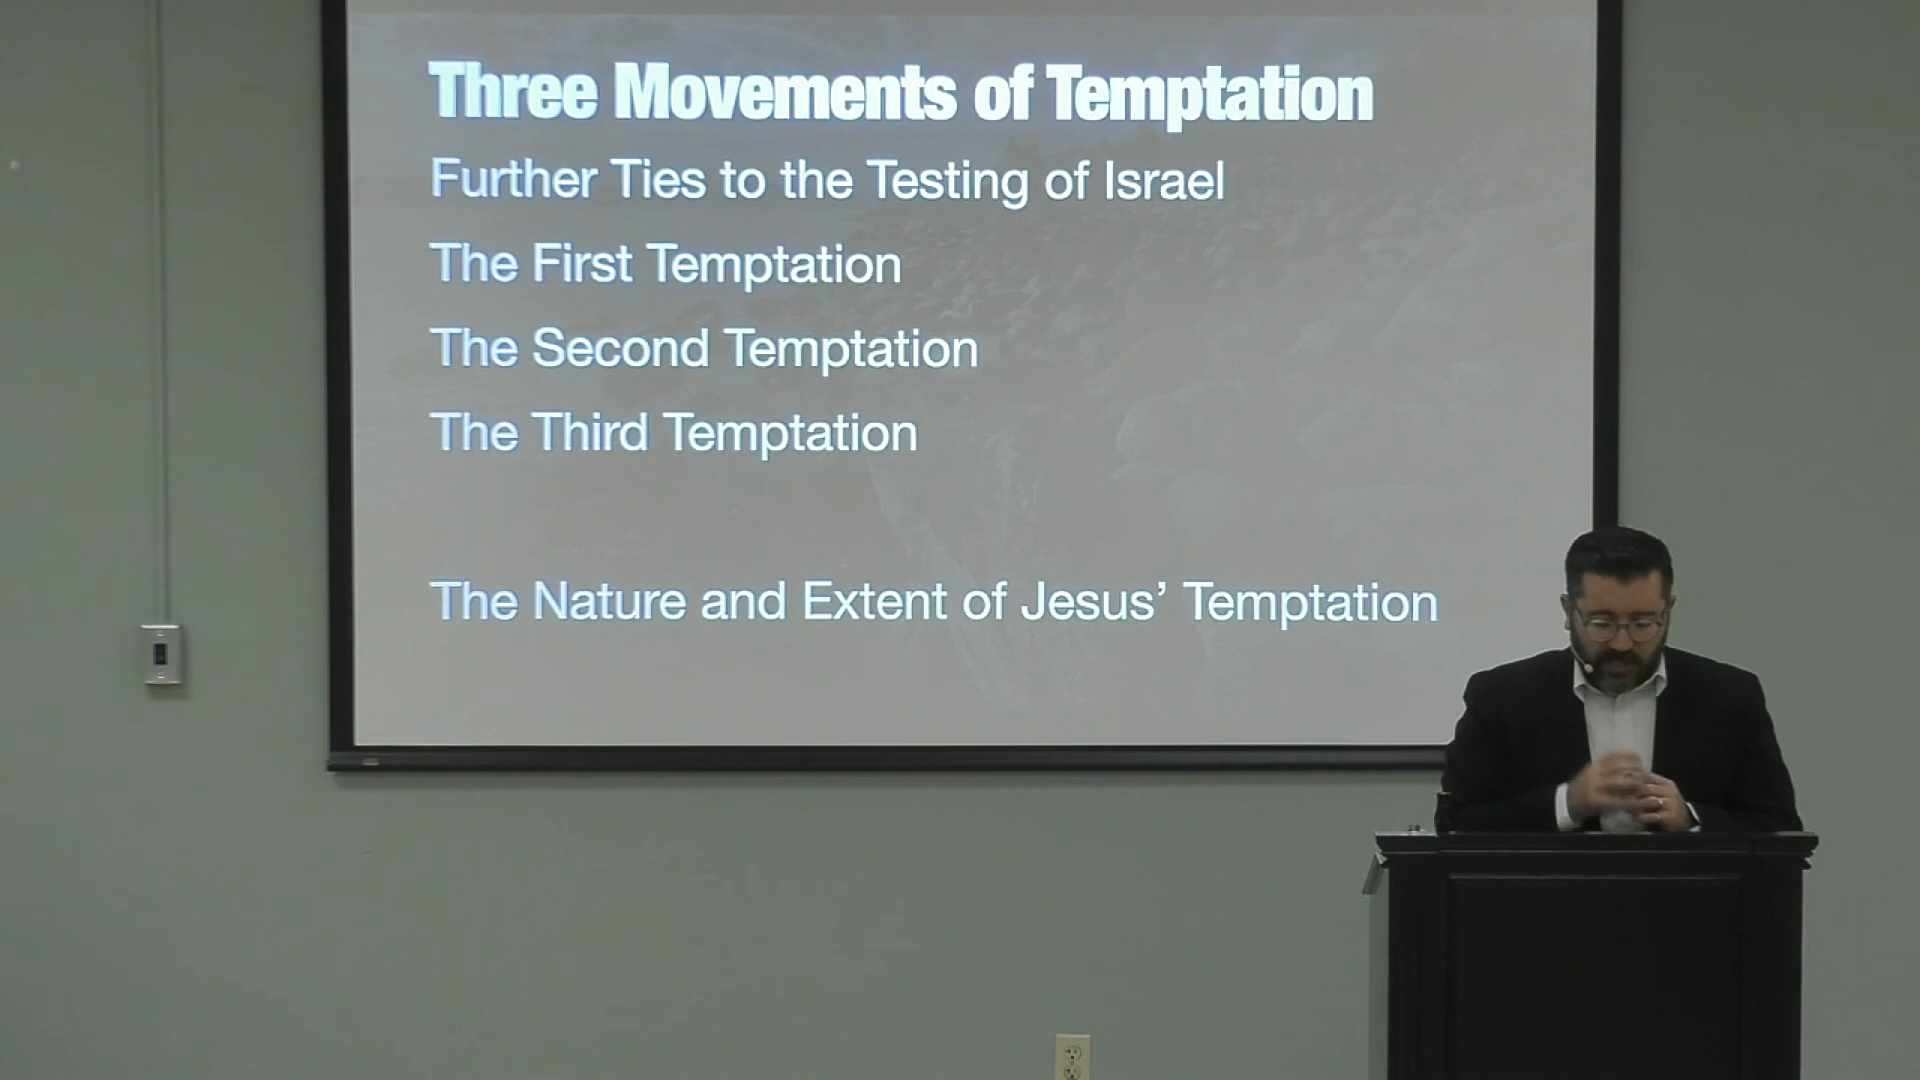 Three Movements of Temptation
Further Ties to the Testing of Israel
The First Temptation
The Second Temptation
The Third Temptation
The Nature and Extent of Jesus’ Temptation